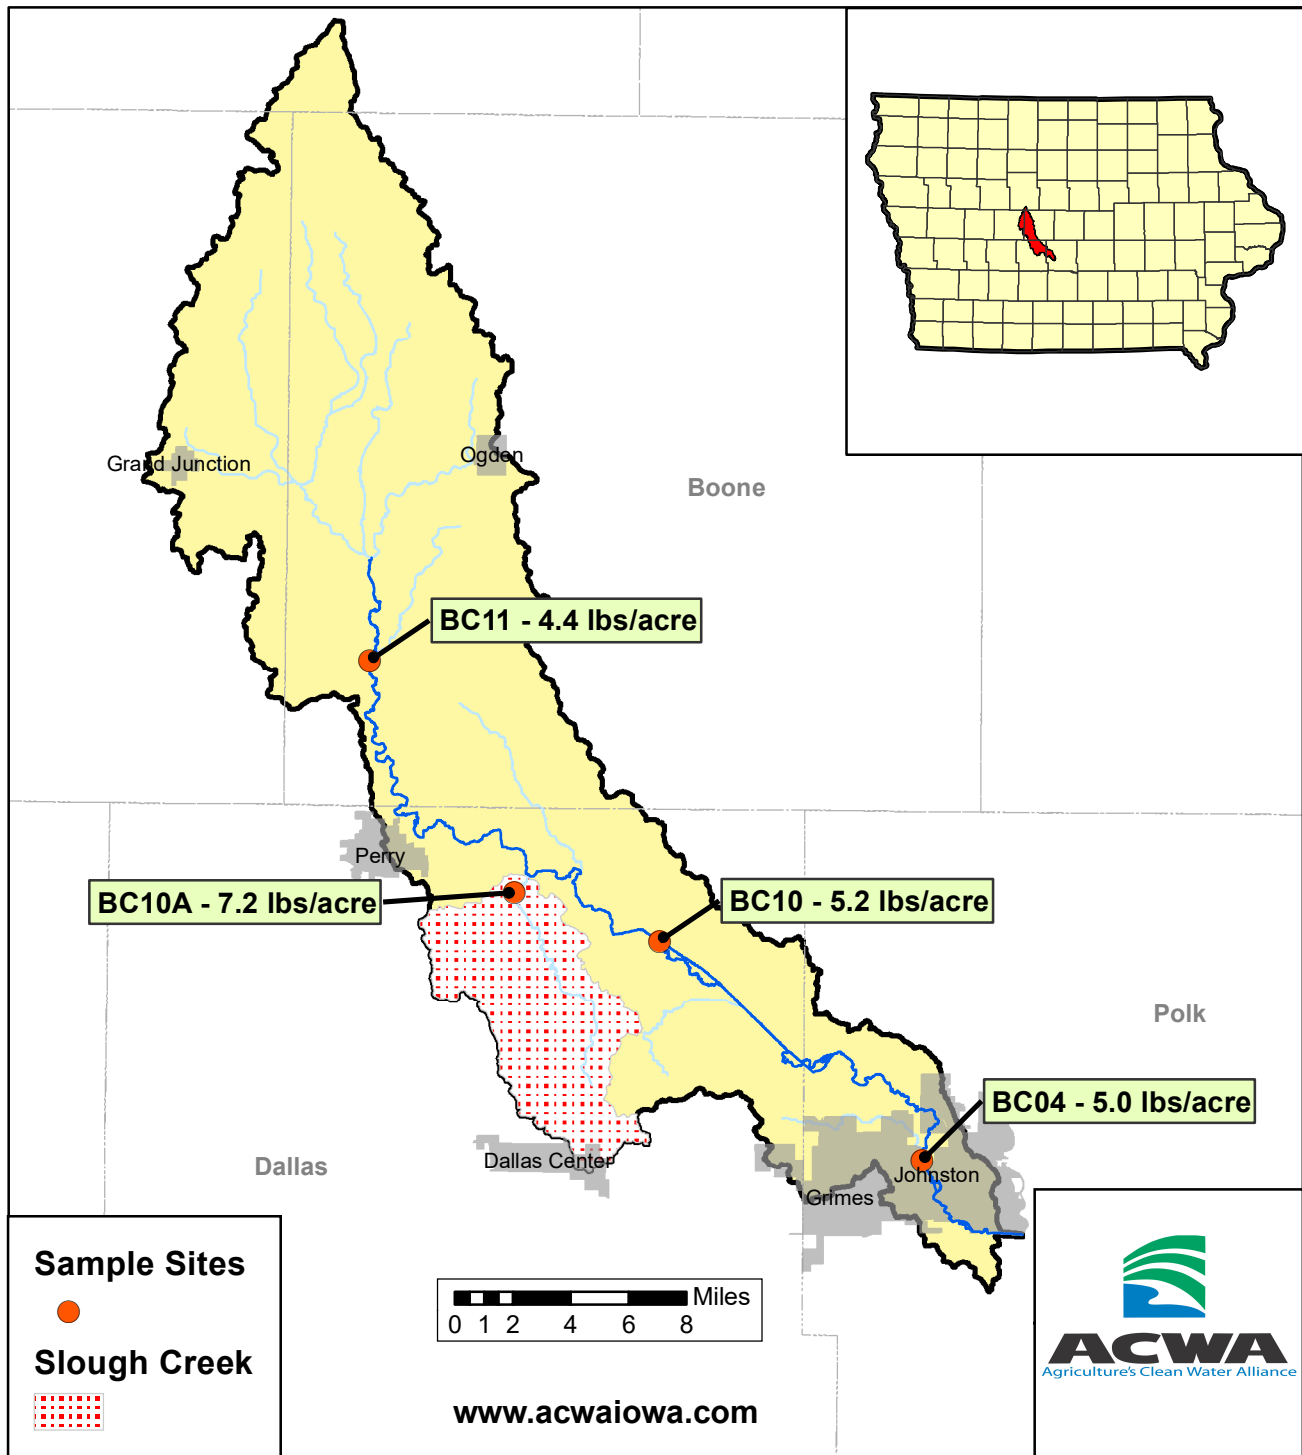 Grand Junction
Ogden
Boone
BC11 - 4.4 lbs/acre
Perry
BC10A - 7.2 lbs/acre
BC10 - 5.2 lbs/acre
Polk
BC04 - 5.0 lbs/acre
Dallas
Dallas Center
Johnston
Grimes
Sample Sites
Slough Creek
Miles
0 1 2 4 6 8
www.acwaiowa.com
ACWA
Agriculture's Clean Water Alliance